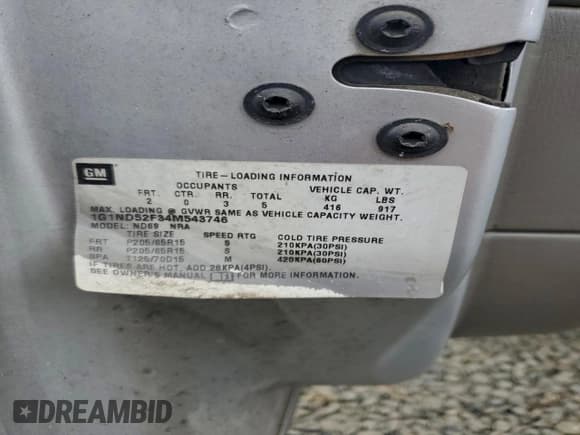 GM
TIRE-LOADING INFORMATION
OCCUPANTS VEHICLE CAP. WT.
FRT. CTR. RR. TOTAL KG LBS
2 0 3 5 416 917
MAX. LOADING @ GVWR SAME AS VEHICLE CAPACITY WEIGHT.
1G1ND52F34M543746
MODEL: ND69 NRA
TIRE SIZE SPEED RTG COLD TIRE PRESSURE
FRT P205/65R15 S 210KPA(30PSI)
RR P205/65R15 S 210KPA(30PSI)
SPA T125/70D15 M 420KPA(60PSI)
IF TIRES ARE HOT, ADD 28KPA(4PSI)
SEE OWNER'S MANUAL FOR MORE INFORMATION.
DREAMBID